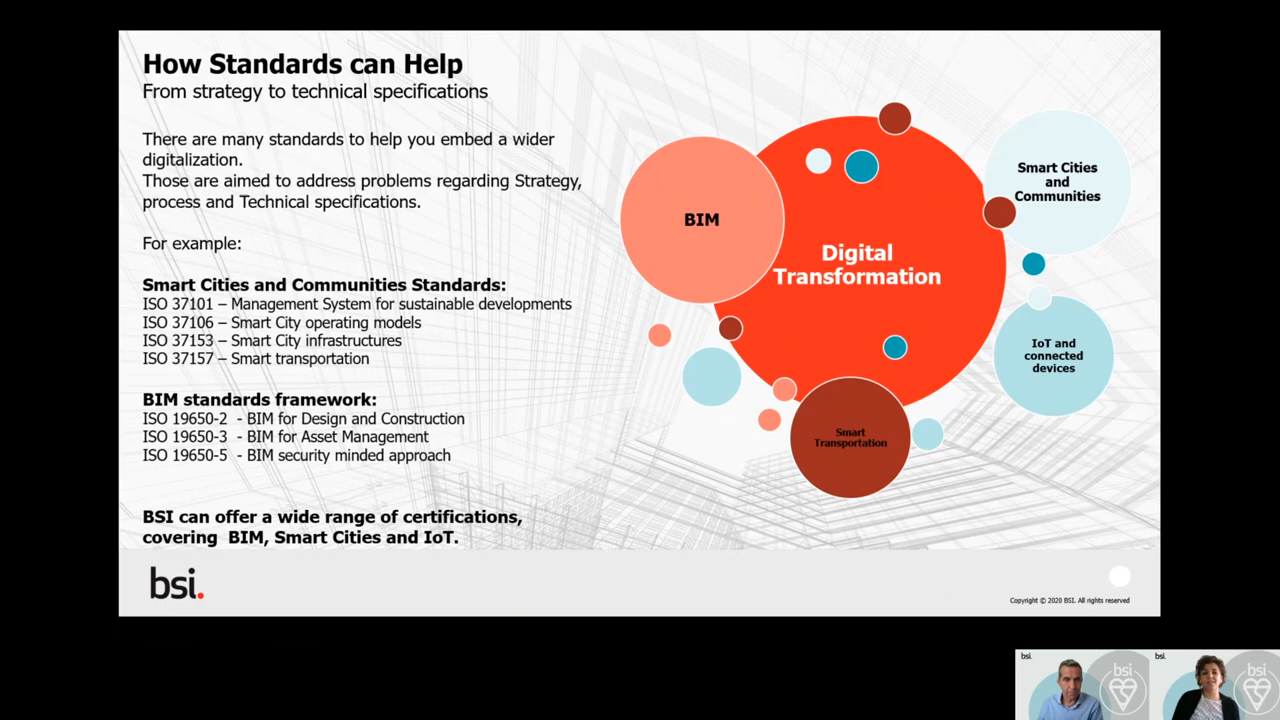 How Standards can Help
From strategy to technical specifications
There are many standards to help you embed a wider
digitalization.
Those are aimed to address problems regarding Strategy,
process and Technical specifications.
For example:
Smart Cities and Communities Standards:
ISO 37101 – Management System for sustainable developments
ISO 37106 – Smart City operating models
ISO 37153 – Smart City infrastructures
ISO 37157 – Smart transportation
BIM standards framework:
ISO 19650-2 - BIM for Design and Construction
ISO 19650-3 - BIM for Asset Management
ISO 19650-5 - BIM security minded approach
BSI can offer a wide range of certifications,
covering BIM, Smart Cities and IoT.
BIM
Digital
Transformation
Smart Cities
and
Communities
IoT and
connected
devices
Smart
Transportation
bsi.
Copyright © 2020 BSI. All rights reserved
bsi.
bsi
bsi.
bsi